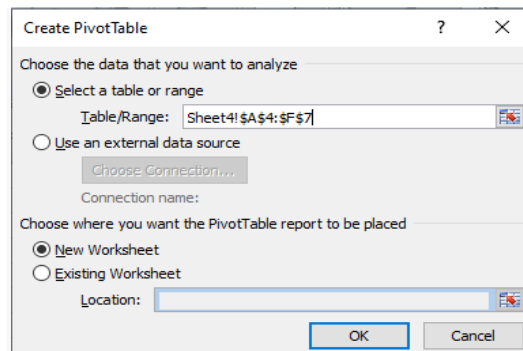 Create PivotTable ? ×
Choose the data that you want to analyze
Select a table or range
Table/Range: Sheet4!$A$4:$F$7
Use an external data source
Choose Connection...
Connection name:
Choose where you want the PivotTable report to be placed
New Worksheet
Existing Worksheet
Location:
OK Cancel